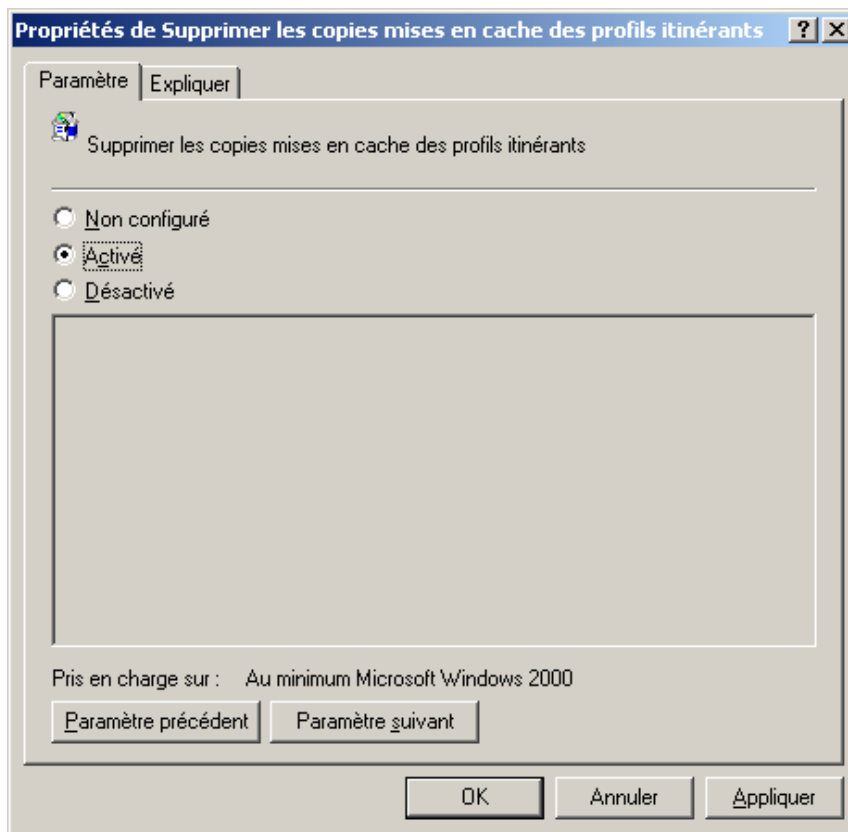 Propriétés de Supprimer les copies mises en cache des profils itinérants
Paramètre
Expliquer
Supprimer les copies mises en cache des profils itinérants
Non configuré
Activé
Désactivé
Pris en charge sur : Au minimum Microsoft Windows 2000
Paramètre précédent
Paramètre suivant
OK
Annuler
Appliquer